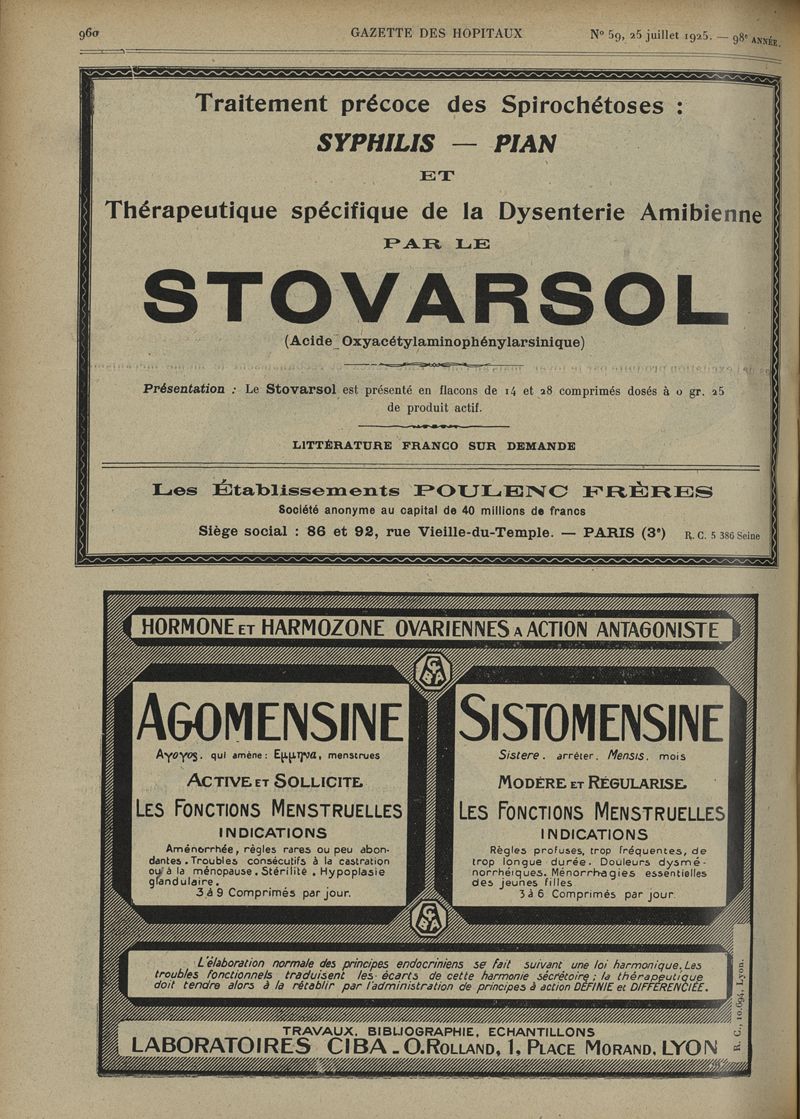 960
GAZETTE DES HOPITAUX
Nº 59, 25 juillet 1925. — 98e ANNÉE.
Traitement précoce des Spirochétoses :
SYPHILIS — PIAN
ET
Thérapeutique spécifique de la Dysenterie Amibienne
PAR LE
STOVARSOL
(Acide Oxyacétylaminophénylarsinique)
Présentation : Le Stovarsol est présenté en flacons de 14 et 28 comprimés dosés à 0 gr. 25
de produit actif.
LITTÉRATURE FRANCO SUR DEMANDE
Les Établissements POULENC FRÈRES
Société anonyme au capital de 40 millions de francs
Siège social : 86 et 92, rue Vieille-du-Temple. — PARIS (3e) R. C. 5 386 Seine
HORMONE ET HARMOZONE OVARIENNES A ACTION ANTAGONISTE
CIBA
AGOMENSINE
Αγογος. qui amène : Εμμηνα, menstrues
ACTIVE ET SOLLICITE
LES FONCTIONS MENSTRUELLES
INDICATIONS
Aménorrhée, règles rares ou peu abon-
dantes. Troubles consécutifs à la castration
ou à la ménopause. Stérilité. Hypoplasie
glandulaire.
3 à 9 Comprimés par jour.
SISTOMENSINE
Sistere. arrêter. Mensis. mois
MODÈRE ET RÉGULARISE
LES FONCTIONS MENSTRUELLES
INDICATIONS
Règles profuses, trop fréquentes, de
trop longue durée. Douleurs dysmé-
norrhéiques. Ménorrhagies essentielles
des jeunes filles
3 à 6 Comprimés par jour.
CIBA
L'élaboration normale des principes endocriniens se fait suivant une loi harmonique. Les
troubles fonctionnels traduisent les écarts de cette harmonie sécrétoire ; la thérapeutique
doit tendre alors à la rétablir par l'administration de principes à action DÉFINIE et DIFFÉRENCIÉE.
TRAVAUX, BIBLIOGRAPHIE, ECHANTILLONS
LABORATOIRES CIBA _ O. ROLLAND, 1, PLACE MORAND, LYON
R. C., 10.694, Lyon.